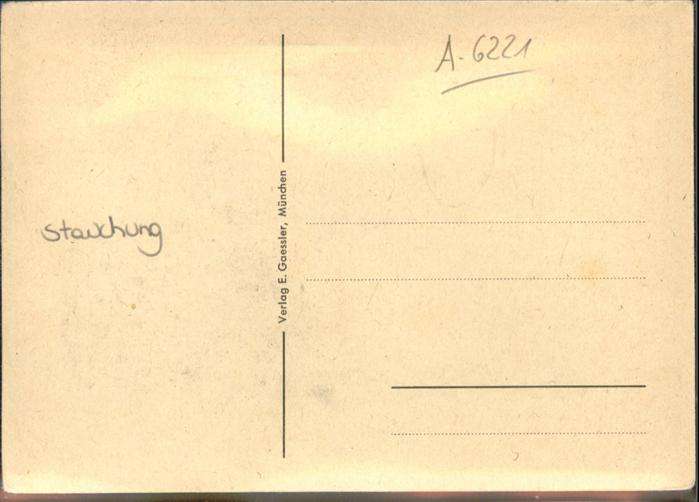 A-6221
Stauchung
Verlag E. Gaessler, München